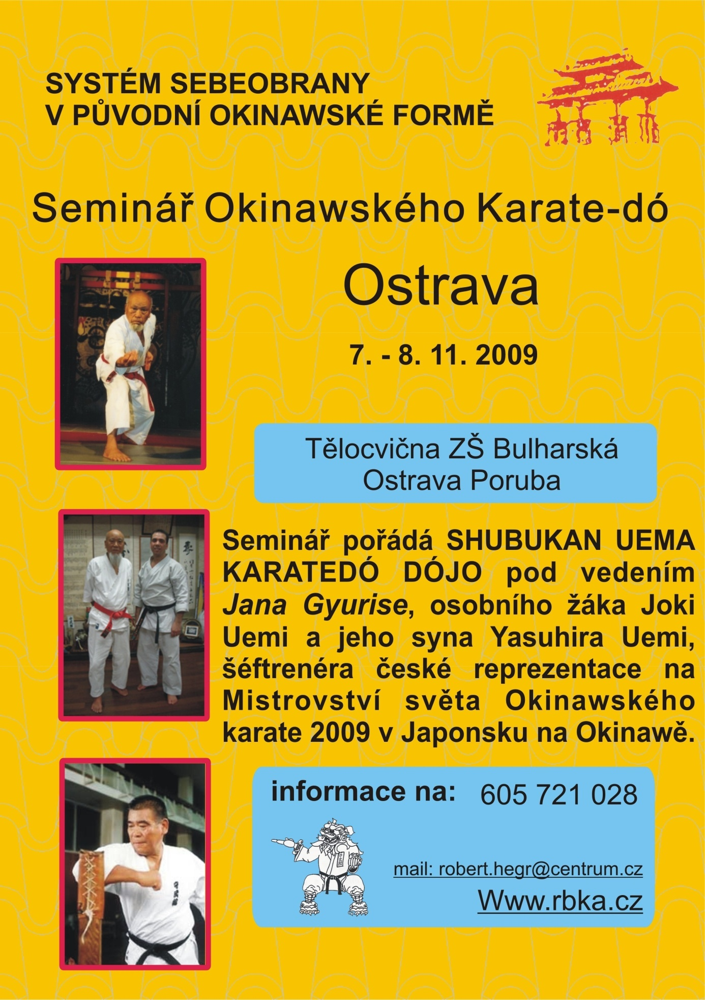 SYSTÉM SEBEOBRANY
V PŮVODNÍ OKINAWSKÉ FORMĚ
Seminář Okinawského Karate-dó
Ostrava
7. - 8. 11. 2009
Tělocvična ZŠ Bulharská
Ostrava Poruba
Seminář pořádá SHUBUKAN UEMA
KARATEDÓ DÓJO pod vedením
Jana Gyurise, osobního žáka Joki
Uemi a jeho syna Yasuhira Uemi,
šéftrenéra české reprezentace na
Mistrovství světa Okinawského
karate 2009 v Japonsku na Okinawě.
informace na: 605 721 028
mail: robert.hegr@centrum.cz
Www.rbka.cz